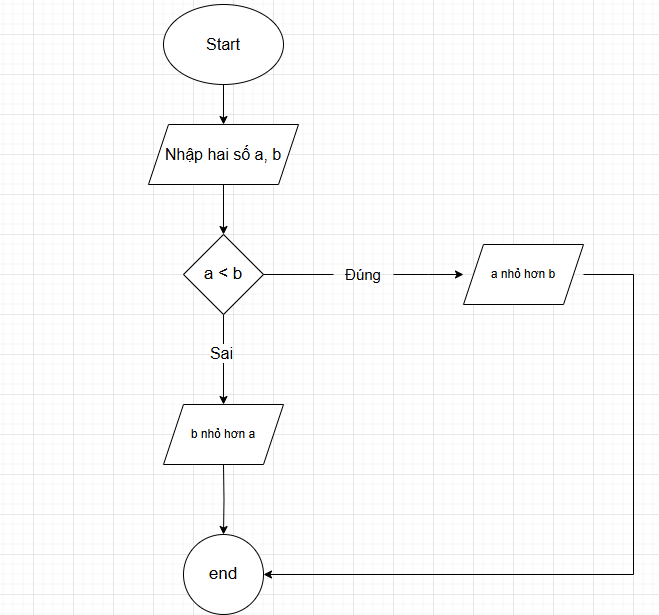 Start
Nhập hai số a, b
a < b
Đúng
a nhỏ hơn b
Sai
b nhỏ hơn a
end